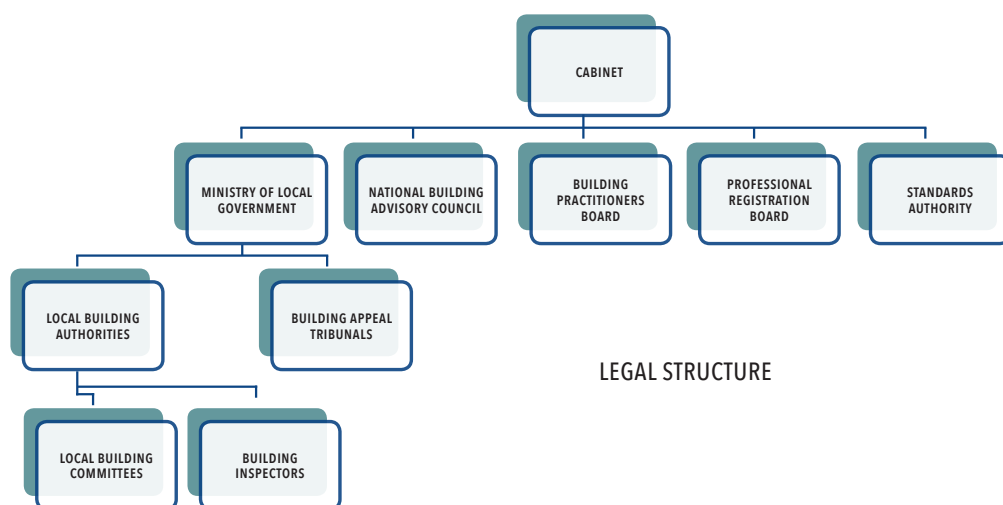 CABINET
MINISTRY OF LOCAL
GOVERNMENT
NATIONAL BUILDING
ADVISORY COUNCIL
BUILDING
PRACTITIONERS
BOARD
PROFESSIONAL
REGISTRATION
BOARD
STANDARDS
AUTHORITY
LOCAL BUILDING
AUTHORITIES
BUILDING APPEAL
TRIBUNALS
LEGAL STRUCTURE
LOCAL BUILDING
COMMITTEES
BUILDING
INSPECTORS